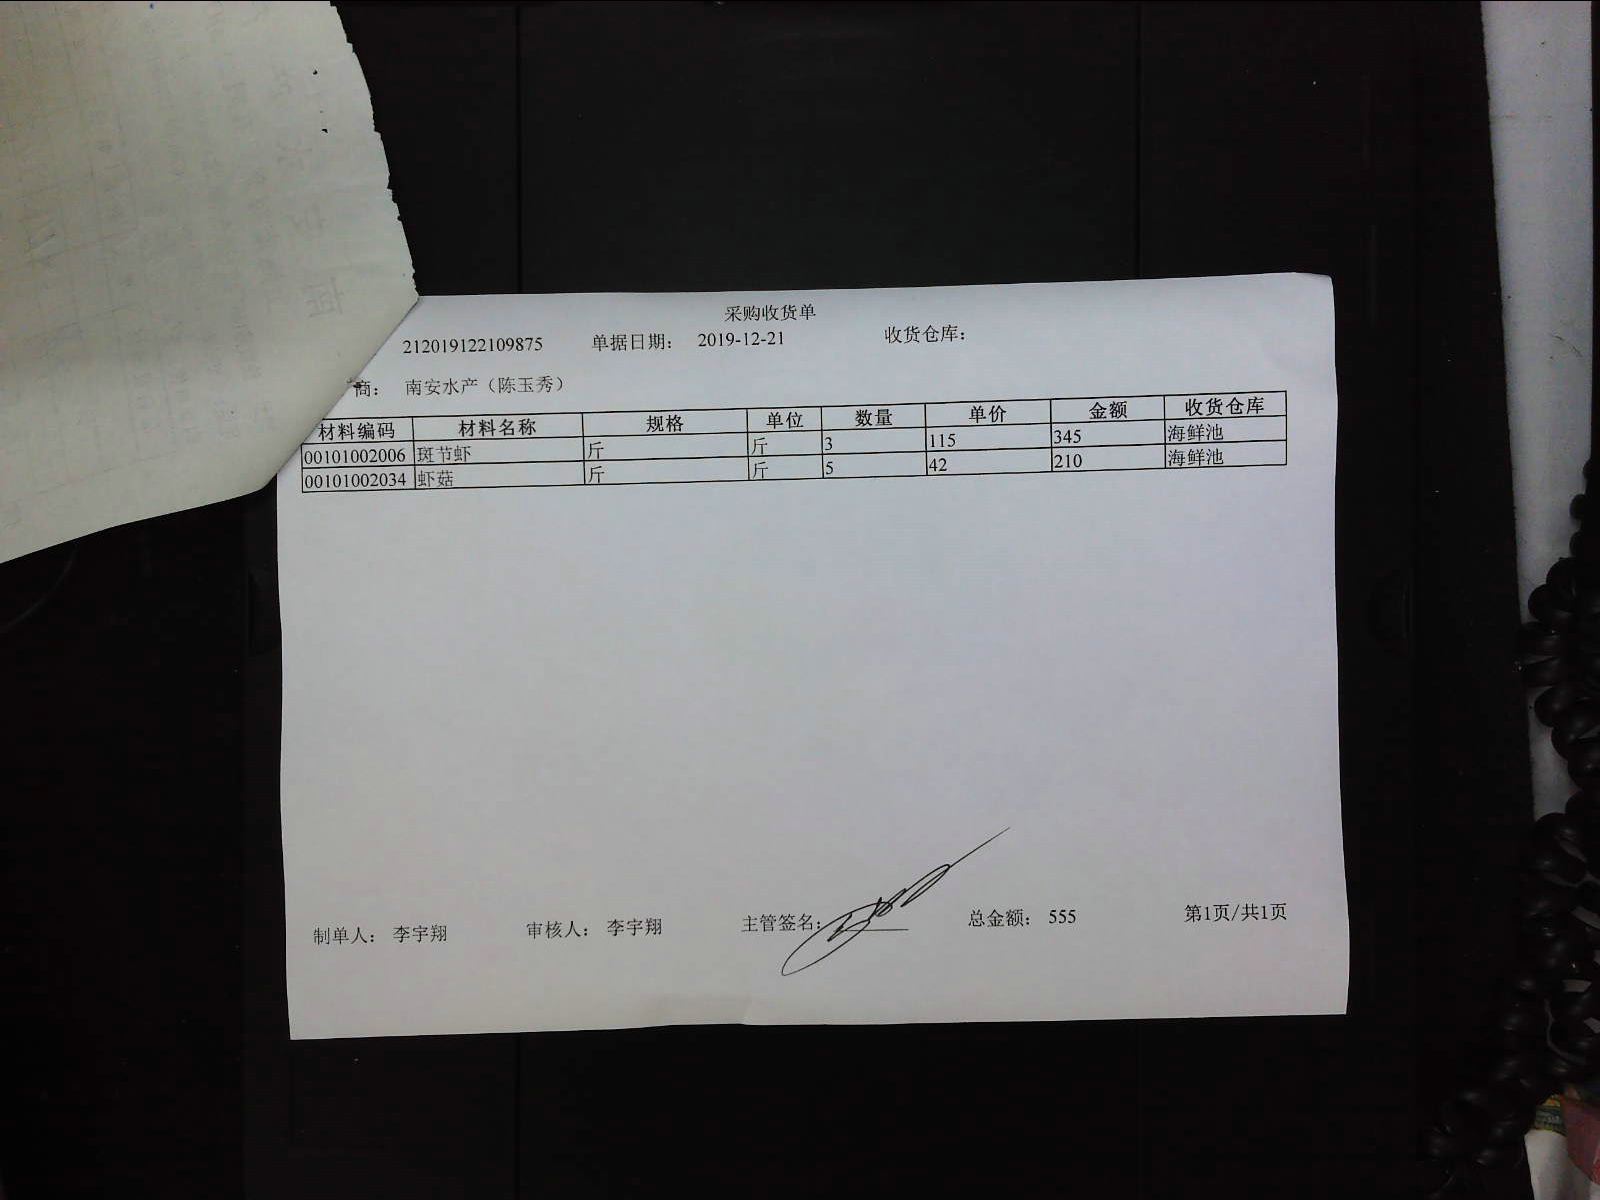 采购收货单
212019122109875 单据日期： 2019-12-21 收货仓库：
商： 南安水产（陈玉秀）
材料编码 材料名称 规格 单位 数量 单价 金额 收货仓库
00101002006 斑节虾 斤 斤 3 115 345 海鲜池
00101002034 虾菇 斤 斤 5 42 210 海鲜池
制单人： 李宇翔 审核人： 李宇翔 主管签名： 总金额： 555 第1页/共1页